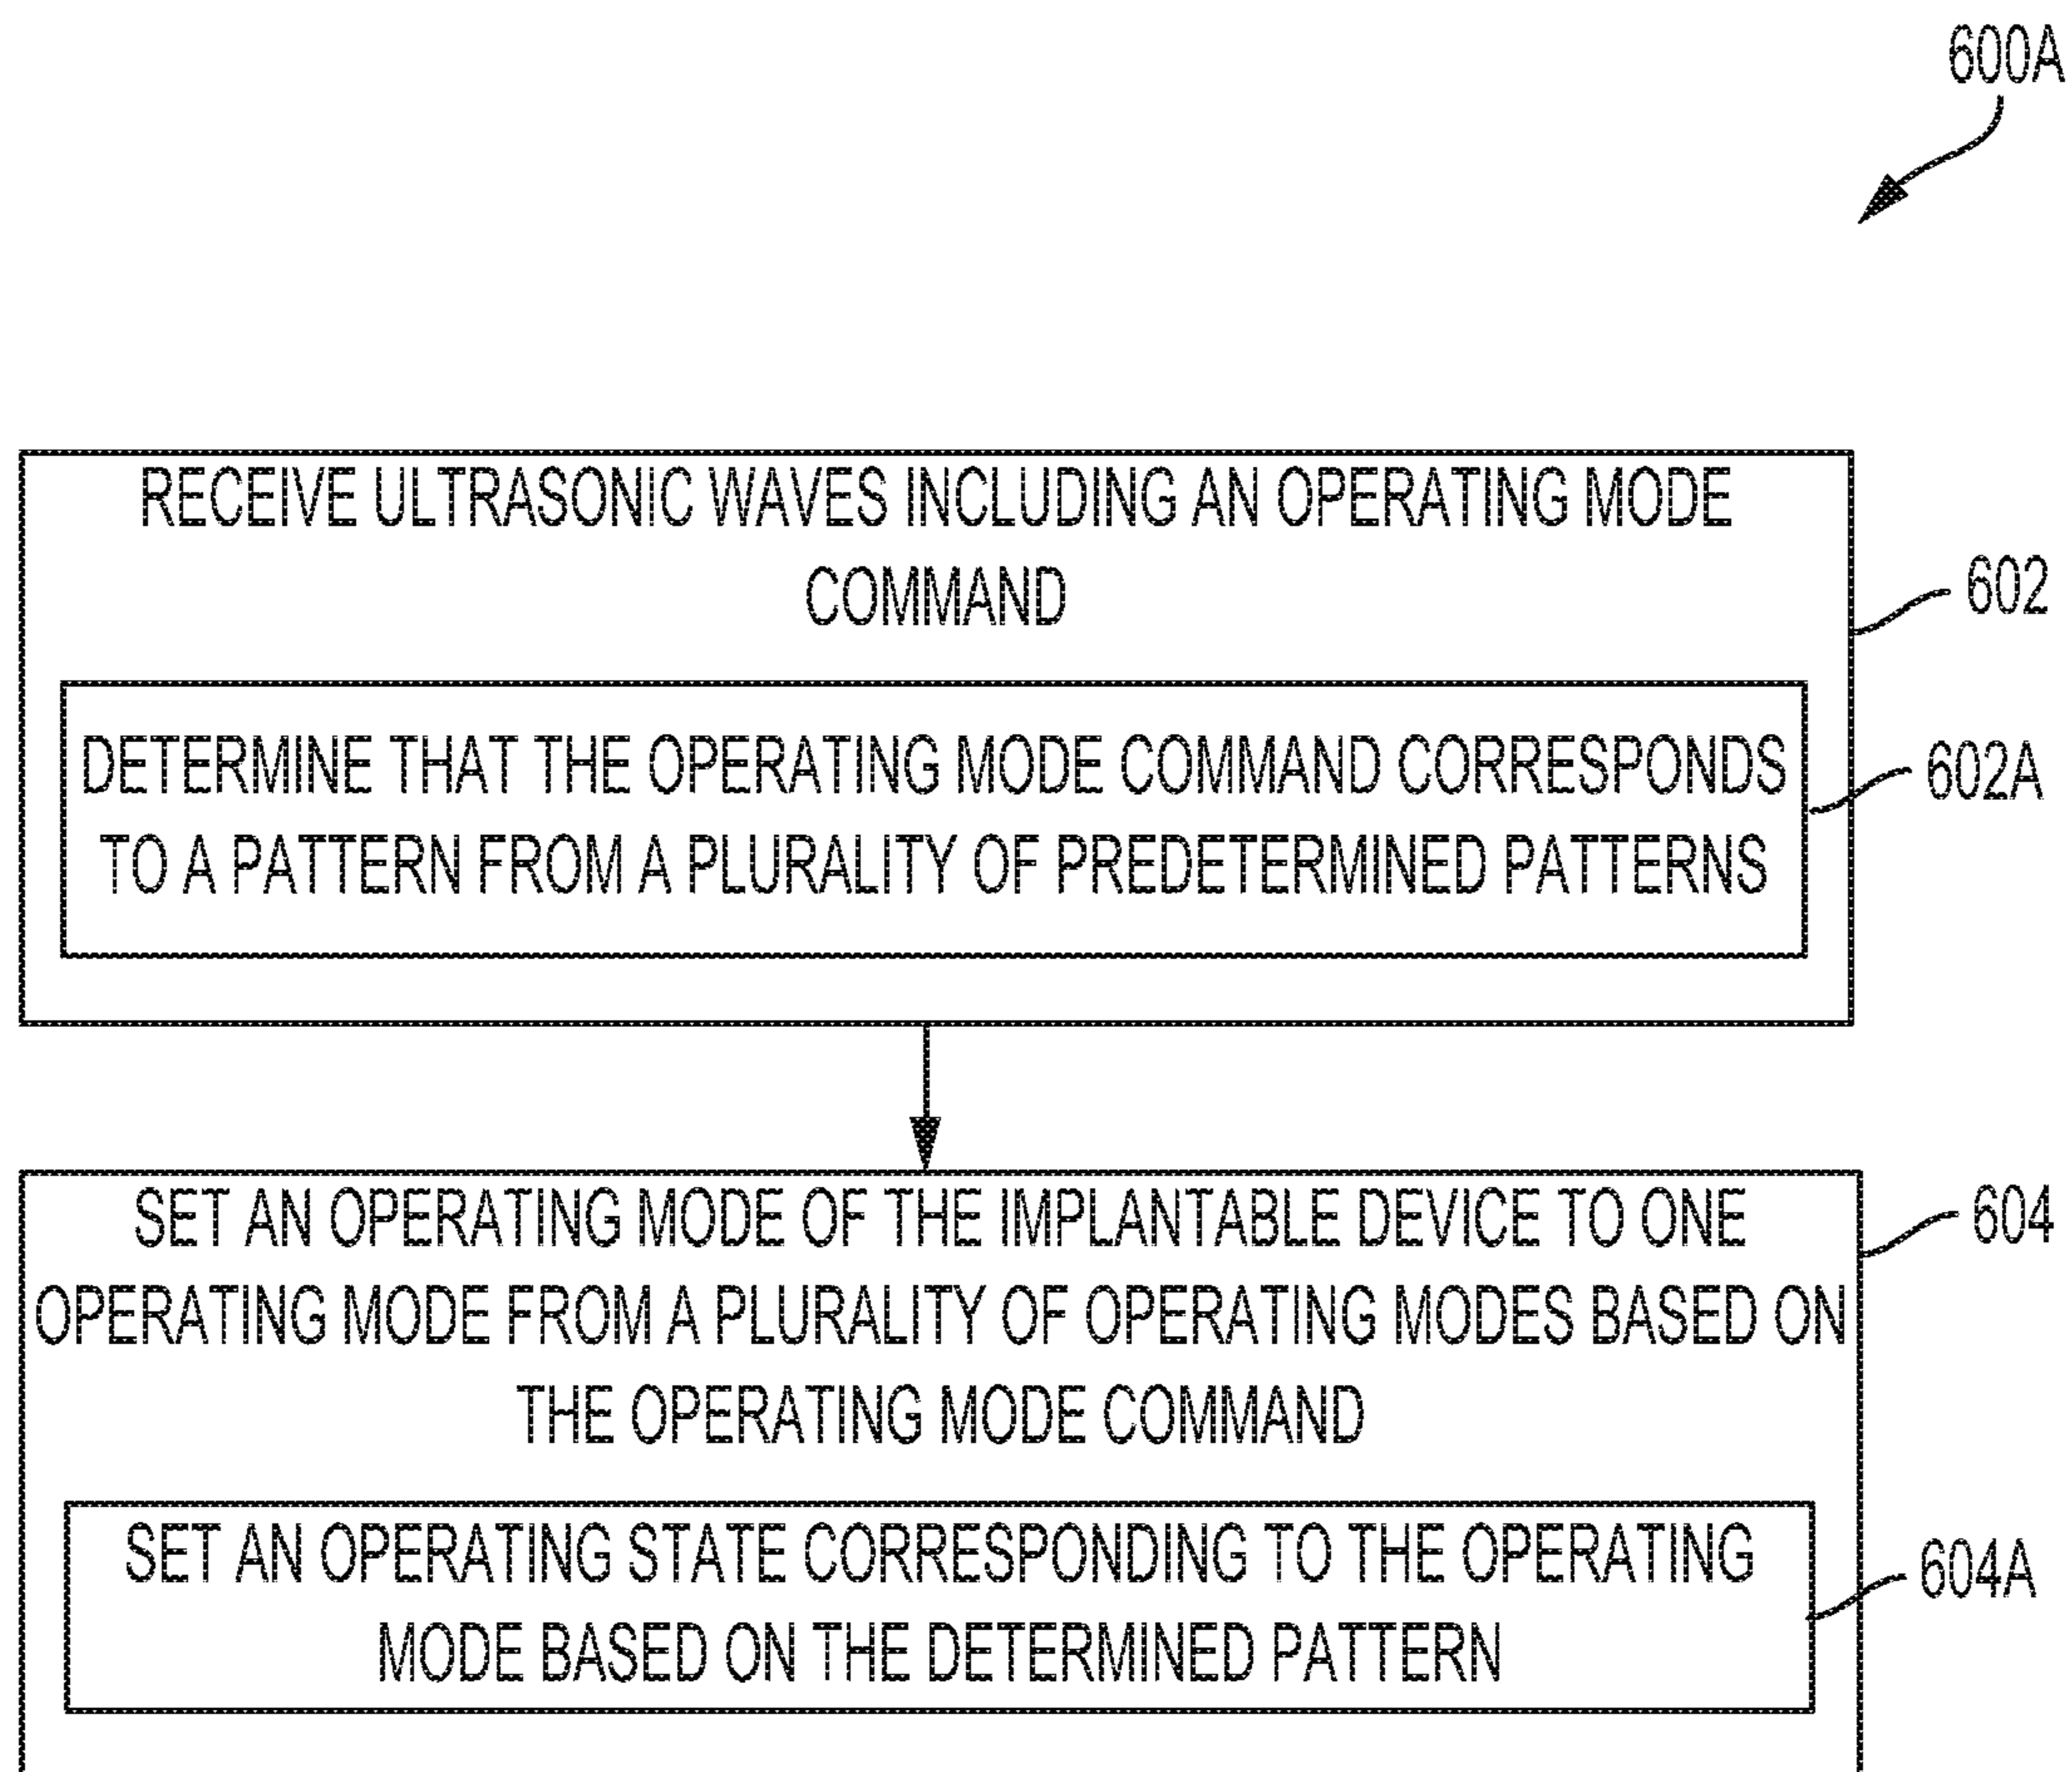 600A
RECEIVE ULTRASONIC WAVES INCLUDING AN OPERATING MODE
COMMAND
602
DETERMINE THAT THE OPERATING MODE COMMAND CORRESPONDS
TO A PATTERN FROM A PLURALITY OF PREDETERMINED PATTERNS
602A
SET AN OPERATING MODE OF THE IMPLANTABLE DEVICE TO ONE
OPERATING MODE FROM A PLURALITY OF OPERATING MODES BASED ON
THE OPERATING MODE COMMAND
604
SET AN OPERATING STATE CORRESPONDING TO THE OPERATING
MODE BASED ON THE DETERMINED PATTERN
604A